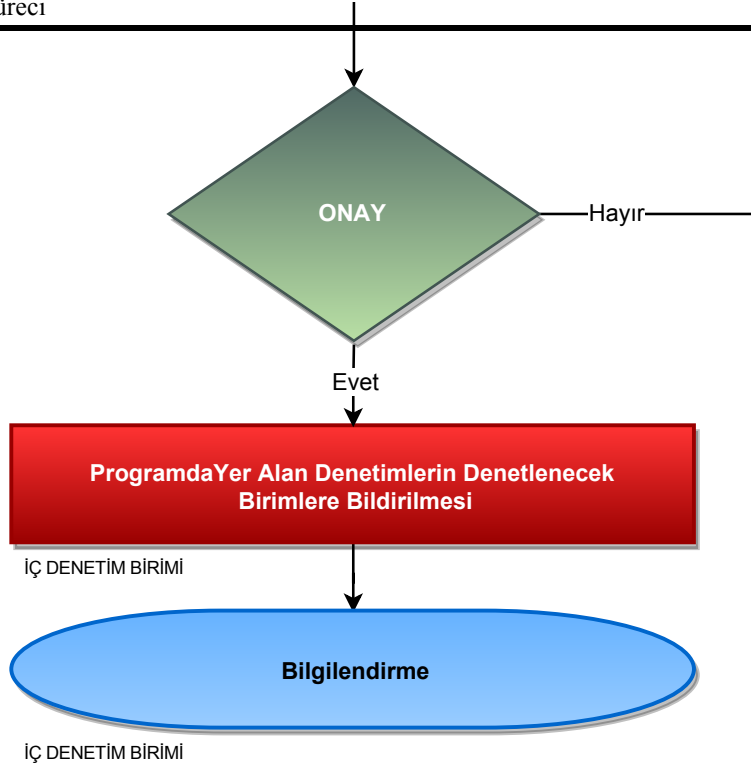 ONAY
Hayır
Evet
ProgramdaYer Alan Denetimlerin Denetlenecek
Birimlere Bildirilmesi
İÇ DENETİM BİRİMİ
Bilgilendirme
İÇ DENETİM BİRİMİ